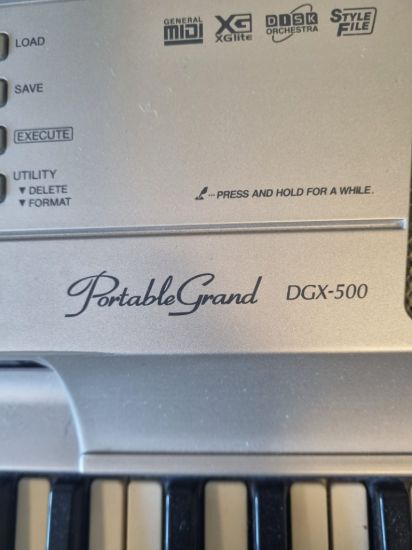 GENERAL MIDI
XG XGlite
DISK ORCHESTRA
STYLE FILE
LOAD
SAVE
EXECUTE
UTILITY
▼ DELETE
▼ FORMAT
··· PRESS AND HOLD FOR A WHILE.
PortableGrand DGX-500